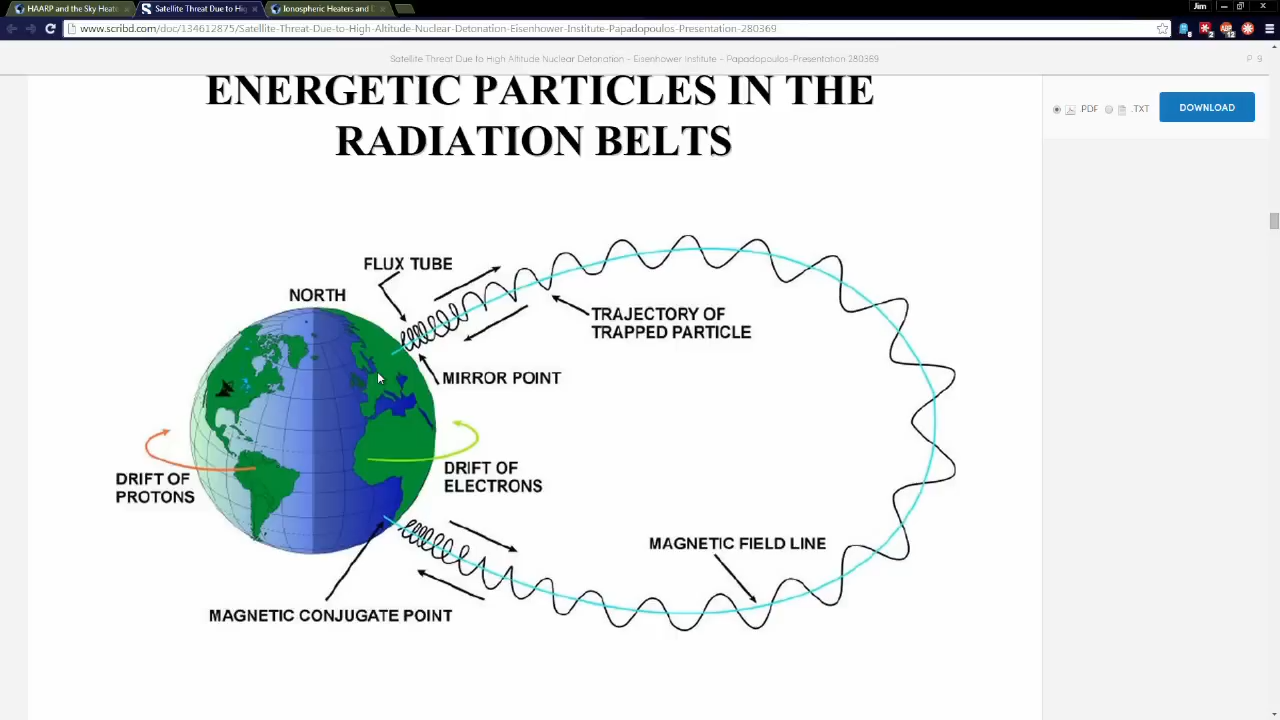 HAARP and the Sky Heate
Satellite Threat Due to Hig
Ionospheric Heaters and D
Jim
www.scribd.com/doc/134612875/Satellite-Threat-Due-to-High-Altitude-Nuclear-Detonation-Eisenhower-Institute-Papadopoulos-Presentation-280369
Satellite Threat Due to High Altitude Nuclear Detonation - Eisenhower Institute - Papadopoulos-Presentation 280369
P 9
PDF
.TXT
DOWNLOAD
ENERGETIC PARTICLES IN THE
RADIATION BELTS
FLUX TUBE
NORTH
TRAJECTORY OF
TRAPPED PARTICLE
MIRROR POINT
DRIFT OF
PROTONS
DRIFT OF
ELECTRONS
MAGNETIC FIELD LINE
MAGNETIC CONJUGATE POINT